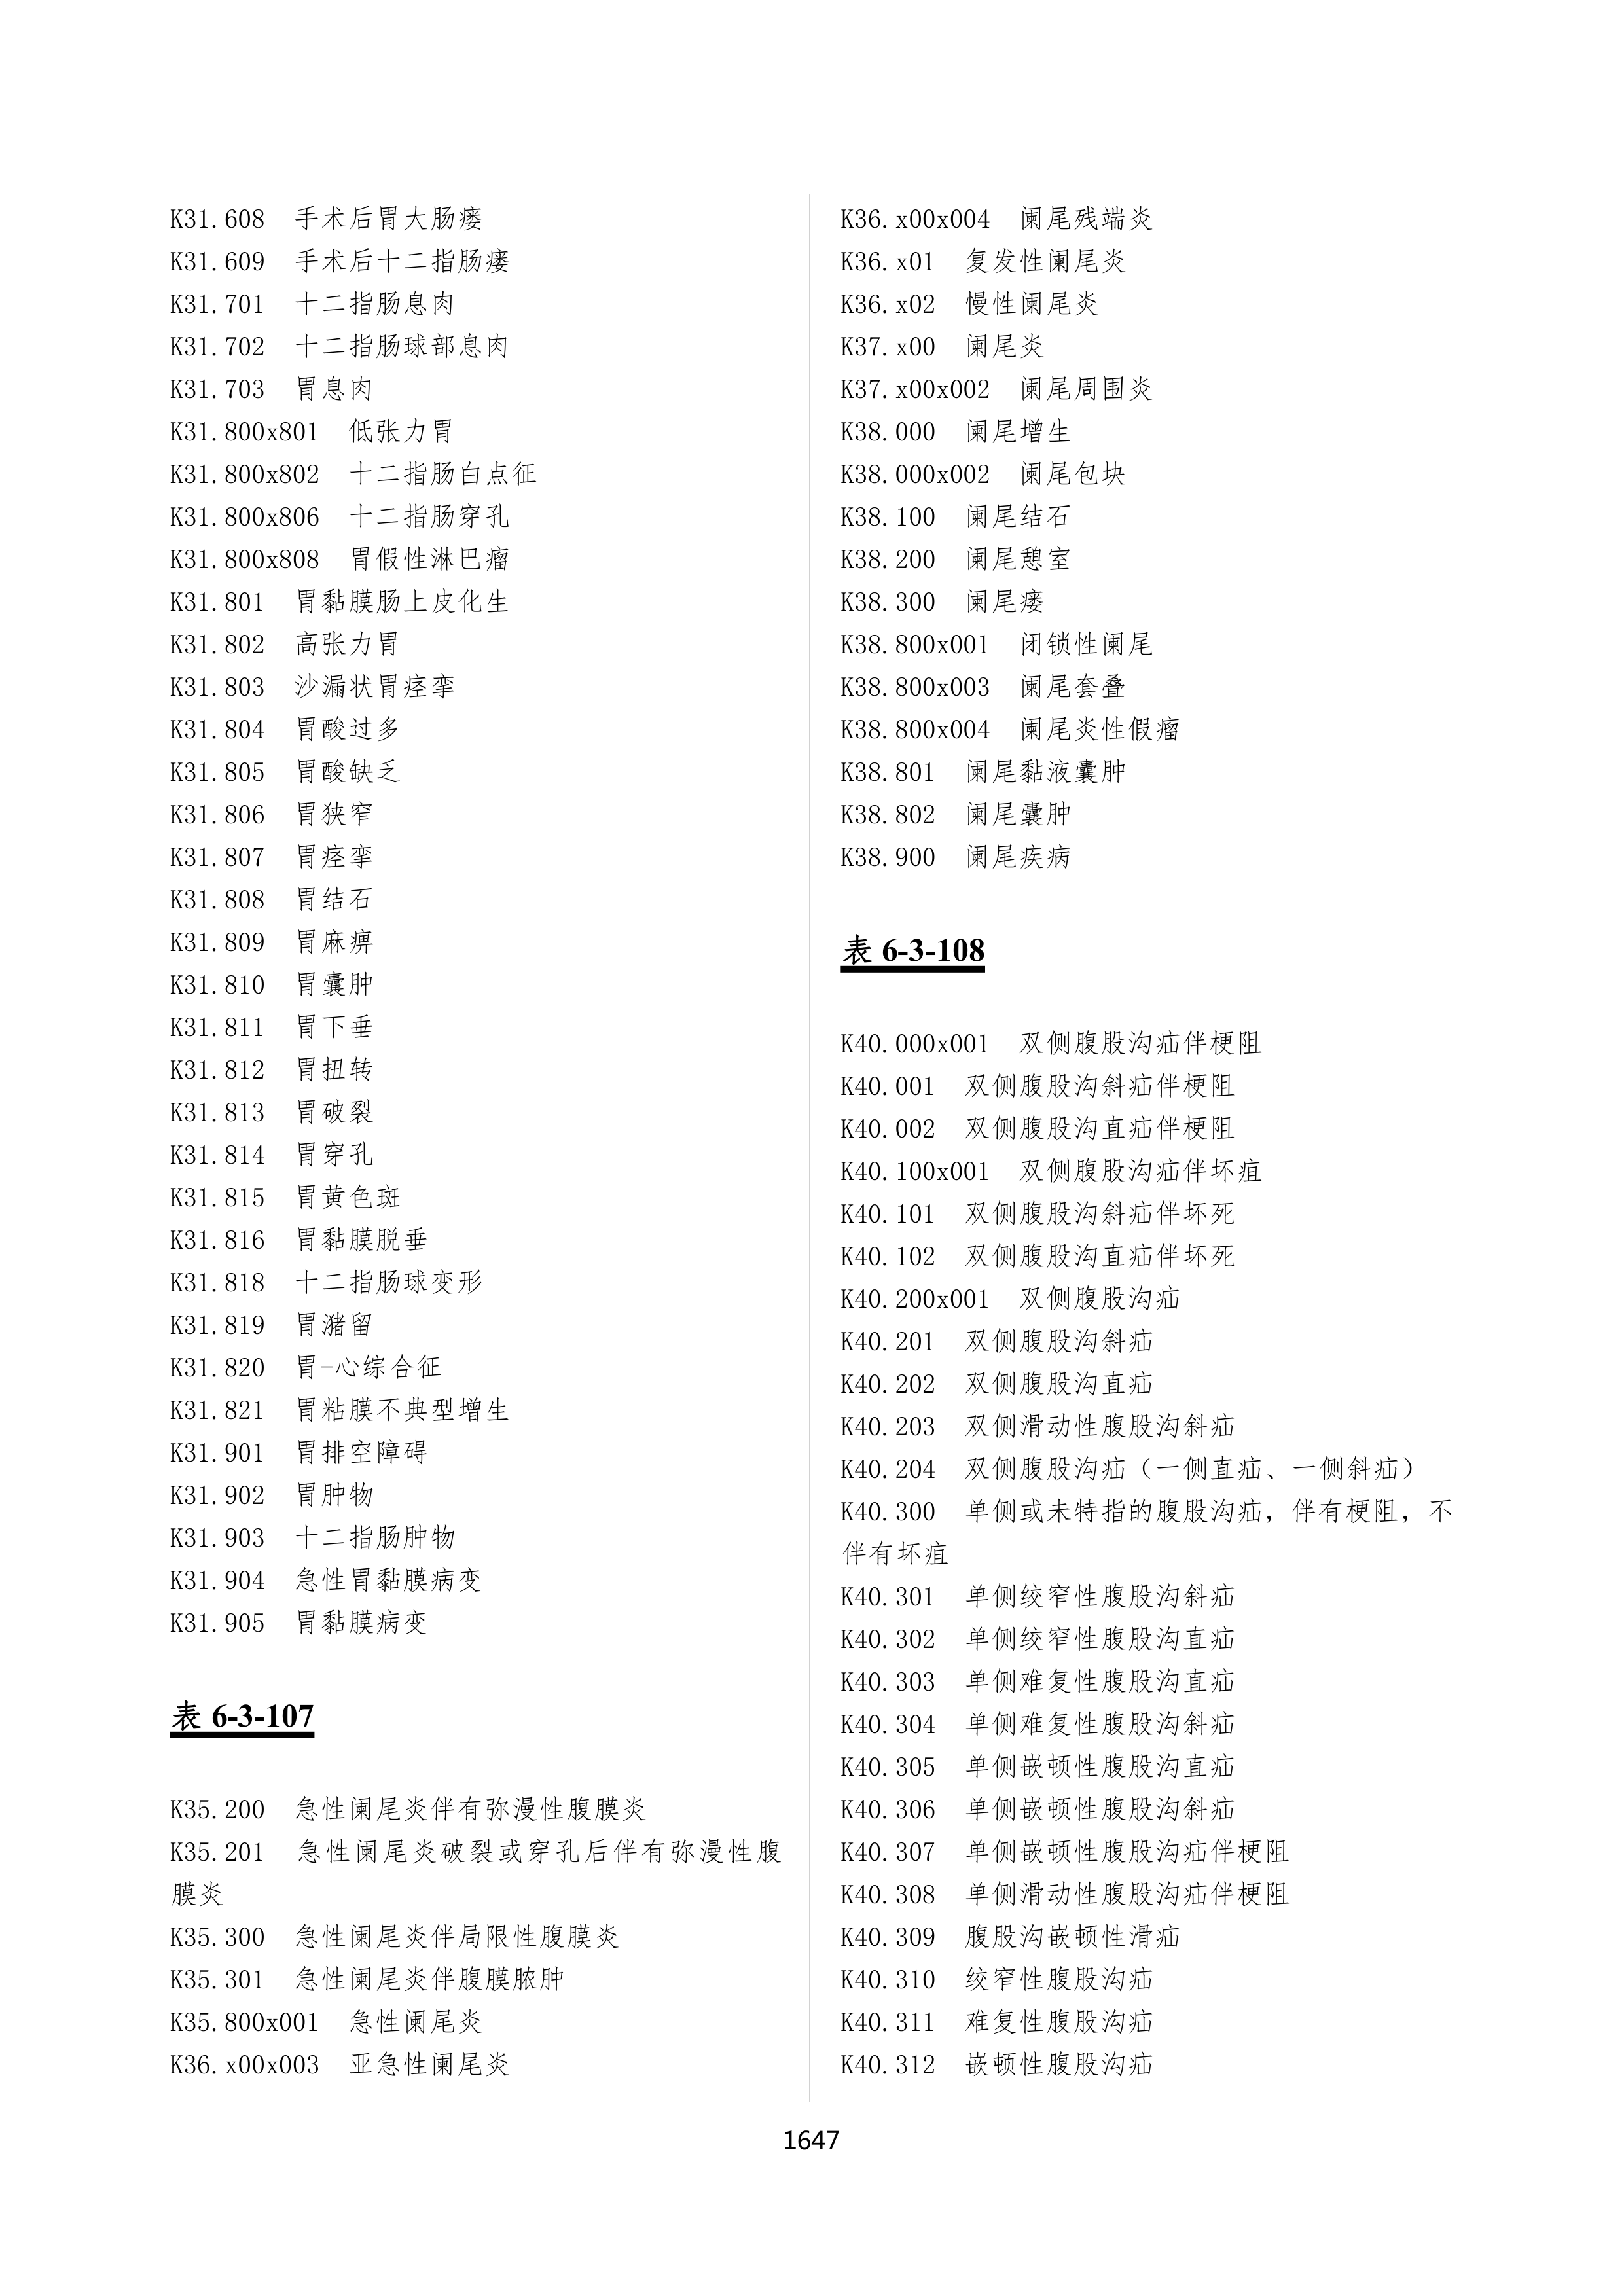 K31.608 手术后胃大肠瘘
K31.609 手术后十二指肠瘘
K31.701 十二指肠息肉
K31.702 十二指肠球部息肉
K31.703 胃息肉
K31.800x801 低张力胃
K31.800x802 十二指肠白点征
K31.800x806 十二指肠穿孔
K31.800x808 胃假性淋巴瘤
K31.801 胃黏膜肠上皮化生
K31.802 高张力胃
K31.803 沙漏状胃痉挛
K31.804 胃酸过多
K31.805 胃酸缺乏
K31.806 胃狭窄
K31.807 胃痉挛
K31.808 胃结石
K31.809 胃麻痹
K31.810 胃囊肿
K31.811 胃下垂
K31.812 胃扭转
K31.813 胃破裂
K31.814 胃穿孔
K31.815 胃黄色斑
K31.816 胃黏膜脱垂
K31.818 十二指肠球变形
K31.819 胃潴留
K31.820 胃-心综合征
K31.821 胃粘膜不典型增生
K31.901 胃排空障碍
K31.902 胃肿物
K31.903 十二指肠肿物
K31.904 急性胃黏膜病变
K31.905 胃黏膜病变
表 6-3-107
K35.200 急性阑尾炎伴有弥漫性腹膜炎
K35.201 急性阑尾炎破裂或穿孔后伴有弥漫性腹
膜炎
K35.300 急性阑尾炎伴局限性腹膜炎
K35.301 急性阑尾炎伴腹膜脓肿
K35.800x001 急性阑尾炎
K36.x00x003 亚急性阑尾炎
K36.x00x004 阑尾残端炎
K36.x01 复发性阑尾炎
K36.x02 慢性阑尾炎
K37.x00 阑尾炎
K37.x00x002 阑尾周围炎
K38.000 阑尾增生
K38.000x002 阑尾包块
K38.100 阑尾结石
K38.200 阑尾憩室
K38.300 阑尾瘘
K38.800x001 闭锁性阑尾
K38.800x003 阑尾套叠
K38.800x004 阑尾炎性假瘤
K38.801 阑尾黏液囊肿
K38.802 阑尾囊肿
K38.900 阑尾疾病
表 6-3-108
K40.000x001 双侧腹股沟疝伴梗阻
K40.001 双侧腹股沟斜疝伴梗阻
K40.002 双侧腹股沟直疝伴梗阻
K40.100x001 双侧腹股沟疝伴坏疽
K40.101 双侧腹股沟斜疝伴坏死
K40.102 双侧腹股沟直疝伴坏死
K40.200x001 双侧腹股沟疝
K40.201 双侧腹股沟斜疝
K40.202 双侧腹股沟直疝
K40.203 双侧滑动性腹股沟斜疝
K40.204 双侧腹股沟疝（一侧直疝、一侧斜疝）
K40.300 单侧或未特指的腹股沟疝，伴有梗阻，不
伴有坏疽
K40.301 单侧绞窄性腹股沟斜疝
K40.302 单侧绞窄性腹股沟直疝
K40.303 单侧难复性腹股沟直疝
K40.304 单侧难复性腹股沟斜疝
K40.305 单侧嵌顿性腹股沟直疝
K40.306 单侧嵌顿性腹股沟斜疝
K40.307 单侧嵌顿性腹股沟疝伴梗阻
K40.308 单侧滑动性腹股沟疝伴梗阻
K40.309 腹股沟嵌顿性滑疝
K40.310 绞窄性腹股沟疝
K40.311 难复性腹股沟疝
K40.312 嵌顿性腹股沟疝
1647